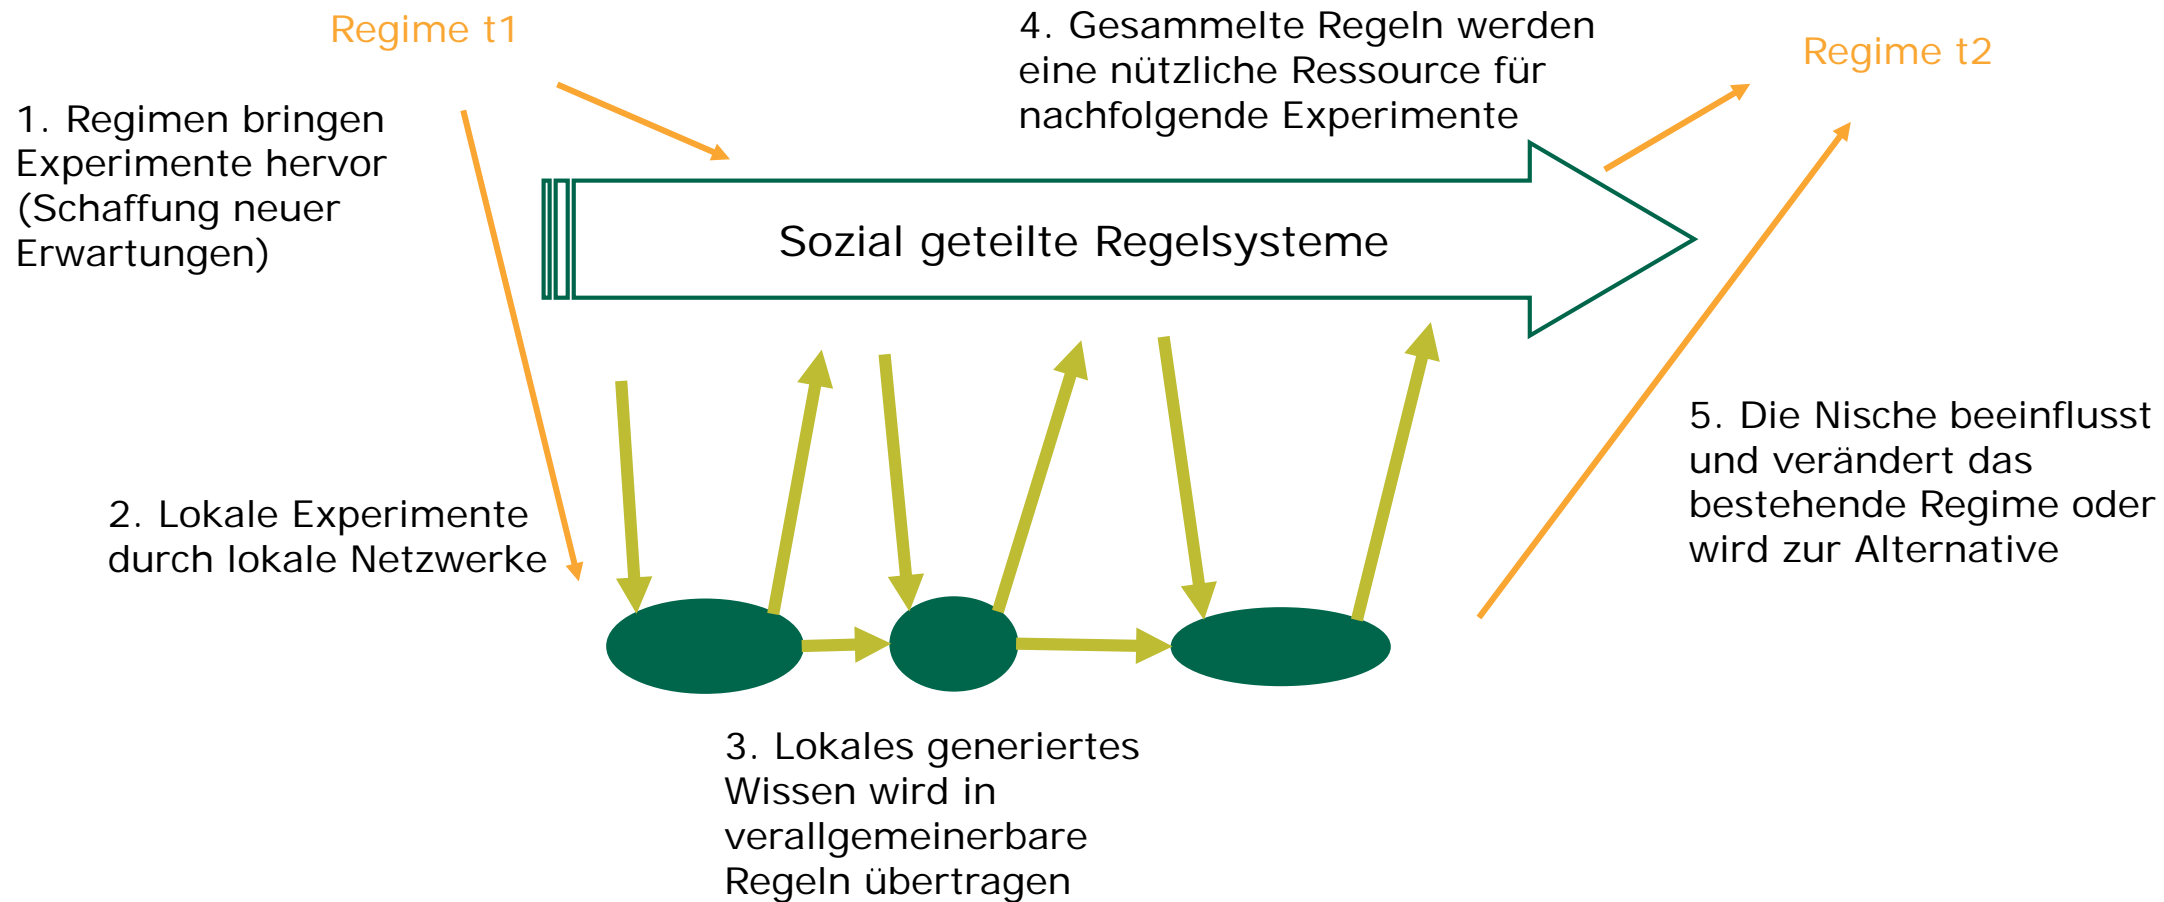 Regime t1
1. Regimen bringen
Experimente hervor
(Schaffung neuer
Erwartungen)
4. Gesammelte Regeln werden
eine nützliche Ressource für
nachfolgende Experimente
Regime t2
Sozial geteilte Regelsysteme
2. Lokale Experimente
durch lokale Netzwerke
5. Die Nische beeinflusst
und verändert das
bestehende Regime oder
wird zur Alternative
3. Lokales generiertes
Wissen wird in
verallgemeinerbare
Regeln übertragen